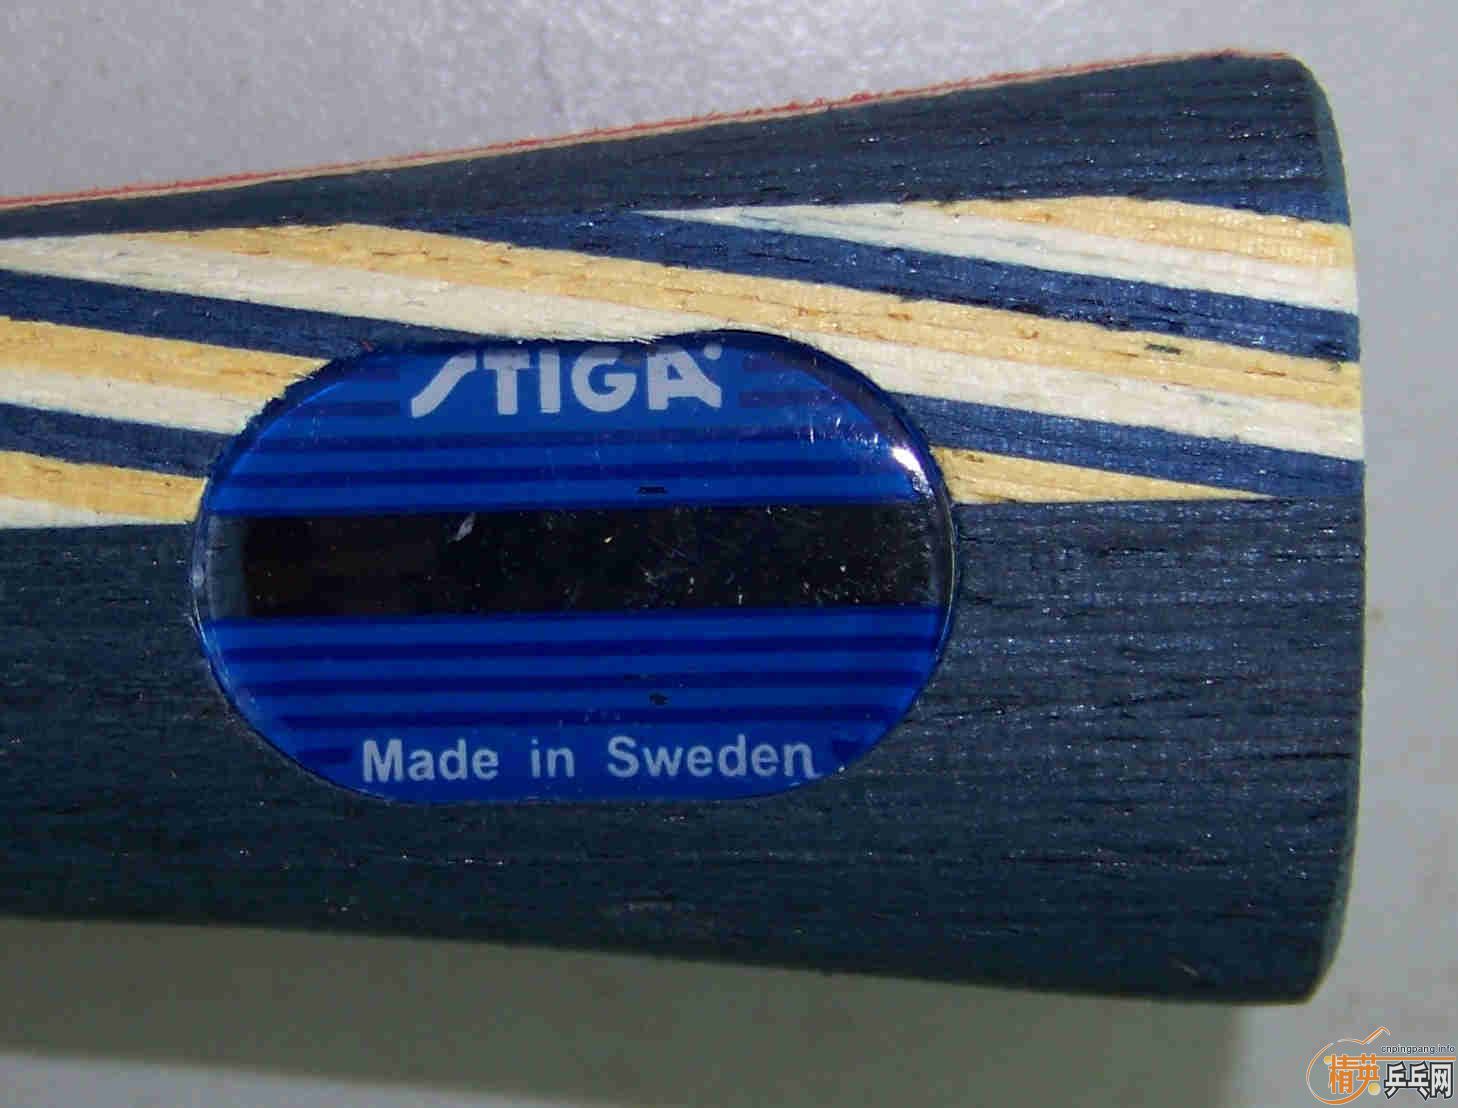 STIGA
Made in Sweden
cnpingpang.info
精英乒乓网